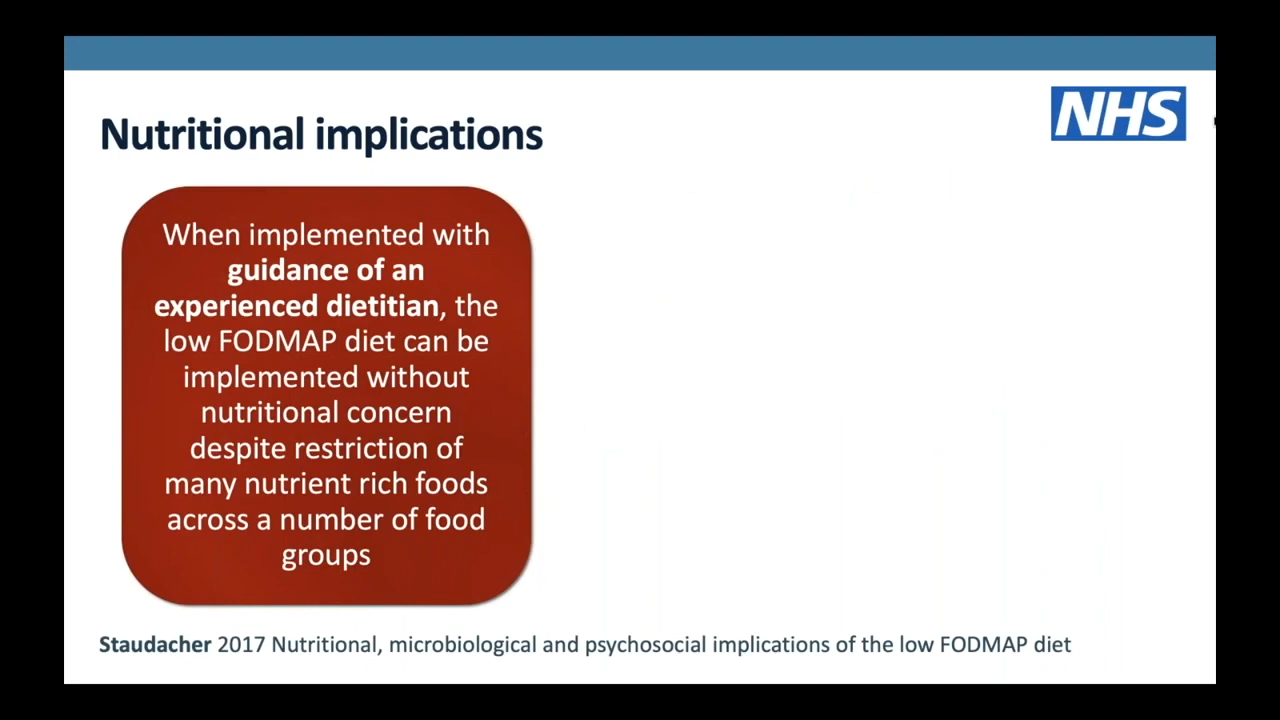 NHS
Nutritional implications
When implemented with
guidance of an
experienced dietitian, the
low FODMAP diet can be
implemented without
nutritional concern
despite restriction of
many nutrient rich foods
across a number of food
groups
Staudacher 2017 Nutritional, microbiological and psychosocial implications of the low FODMAP diet